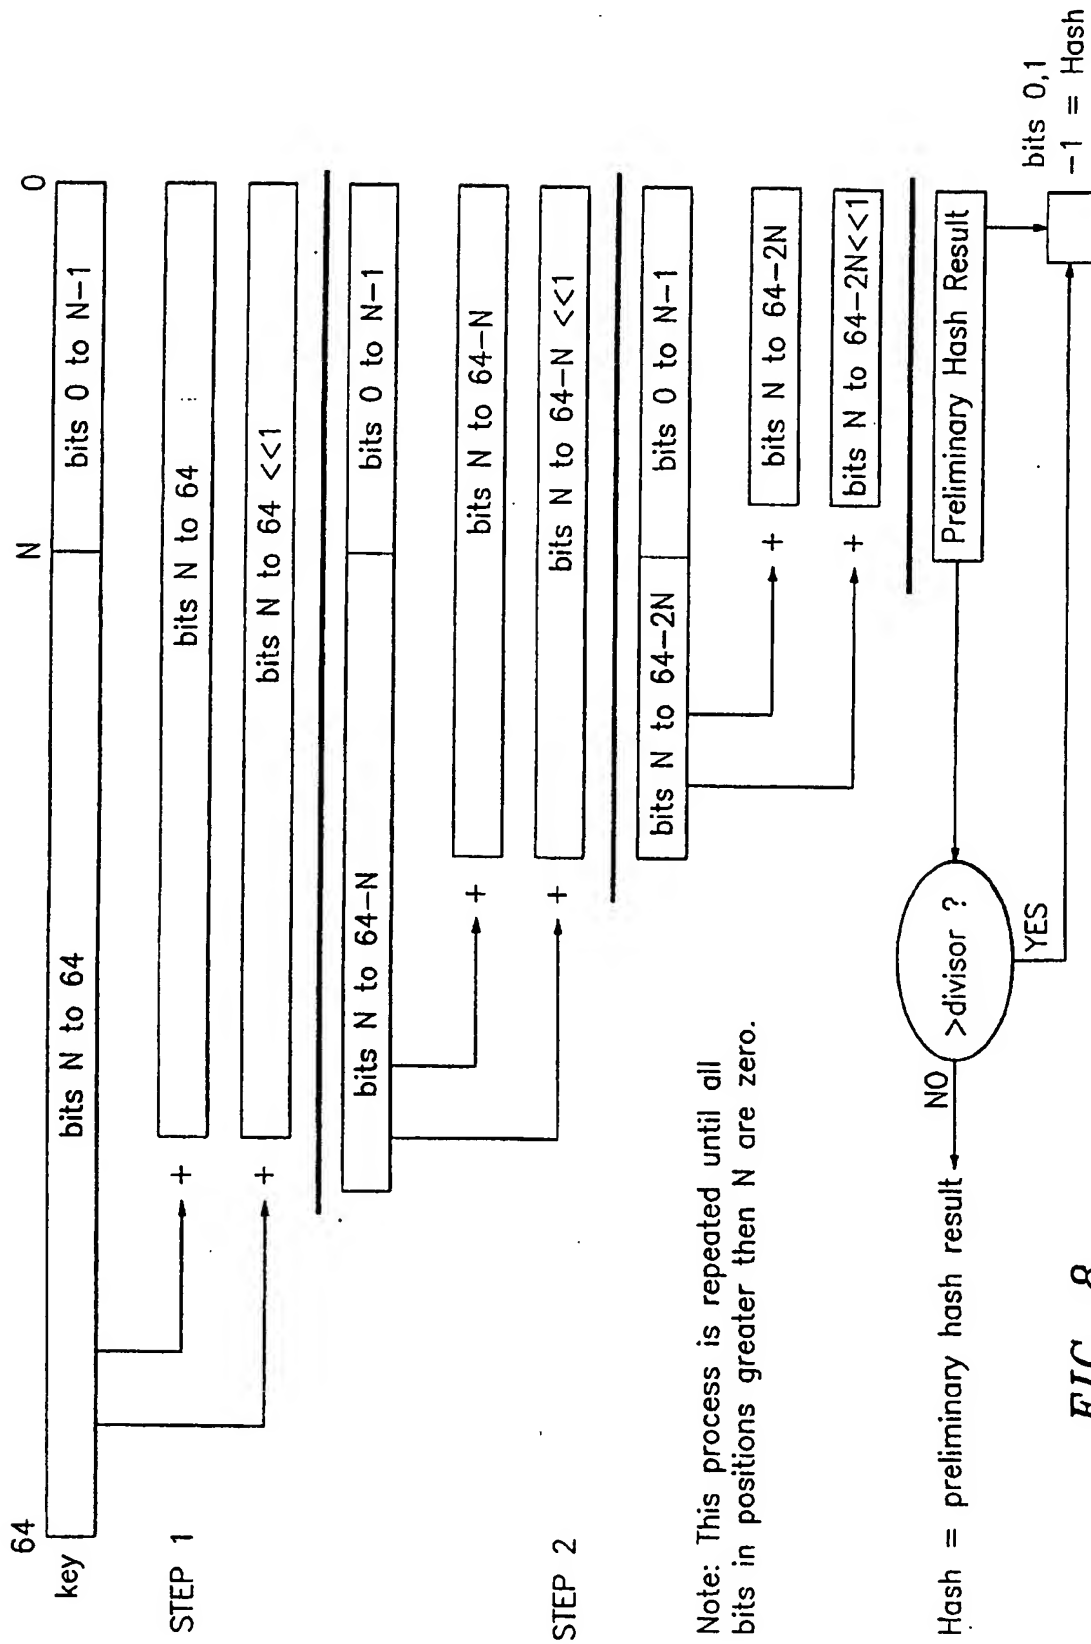 64
N
0
key
bits N to 64
bits 0 to N-1
STEP 1
+
bits N to 64
+
bits N to 64 <<1
bits N to 64-N
bits 0 to N-1
STEP 2
+
bits N to 64-N
+
bits N to 64-N <<1
bits N to 64-2N
bits 0 to N-1
Note: This process is repeated until all
bits in positions greater then N are zero.
+
bits N to 64-2N
+
bits N to 64-2N<<1
Hash = preliminary hash result
NO
>divisor ?
YES
Preliminary Hash Result
bits 0,1
-1 = Hash
FIG. 8